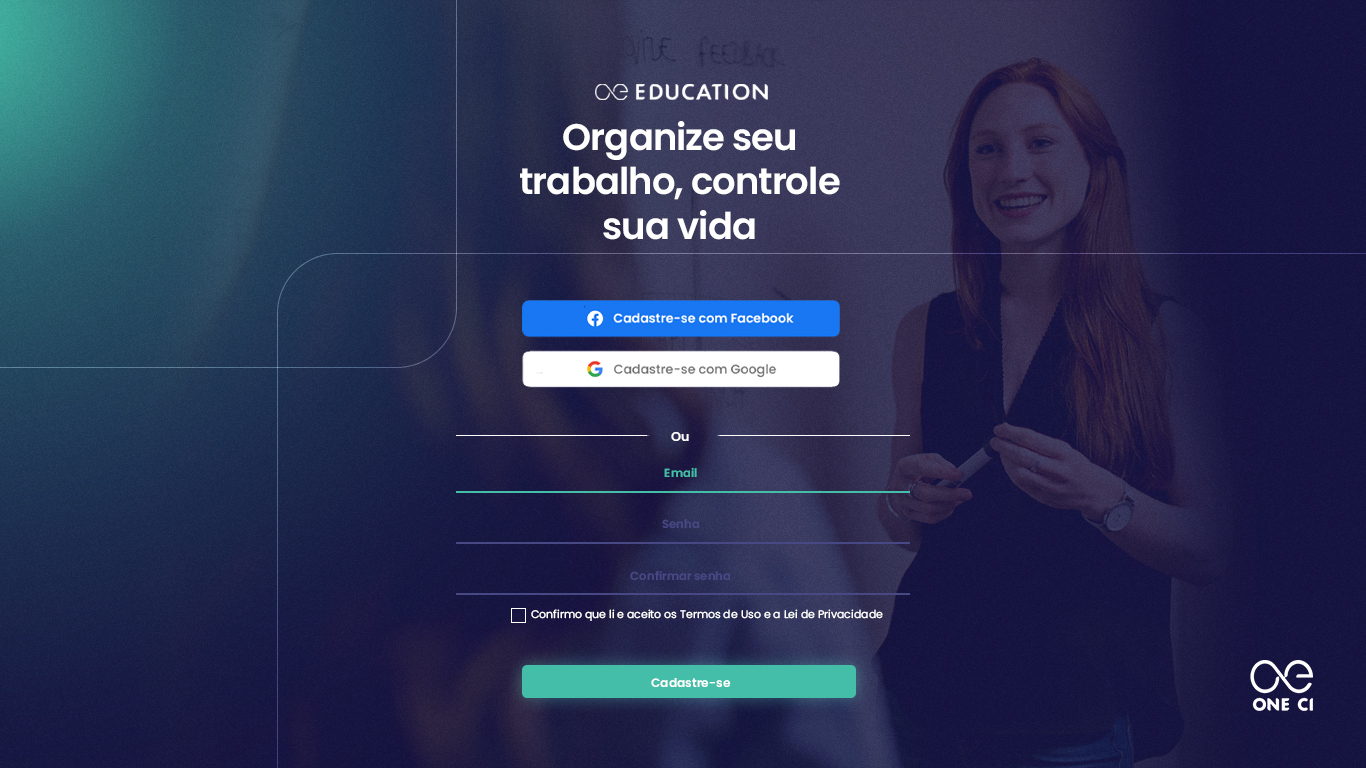 FEEDBACK
EDUCATION
Organize seu
trabalho, controle
sua vida
Cadastre-se com Facebook
Cadastre-se com Google
Ou
Email
Senha
Confirmar senha
Confirmo que li e aceito os Termos de Uso e a Lei de Privacidade
Cadastre-se
ONE CI